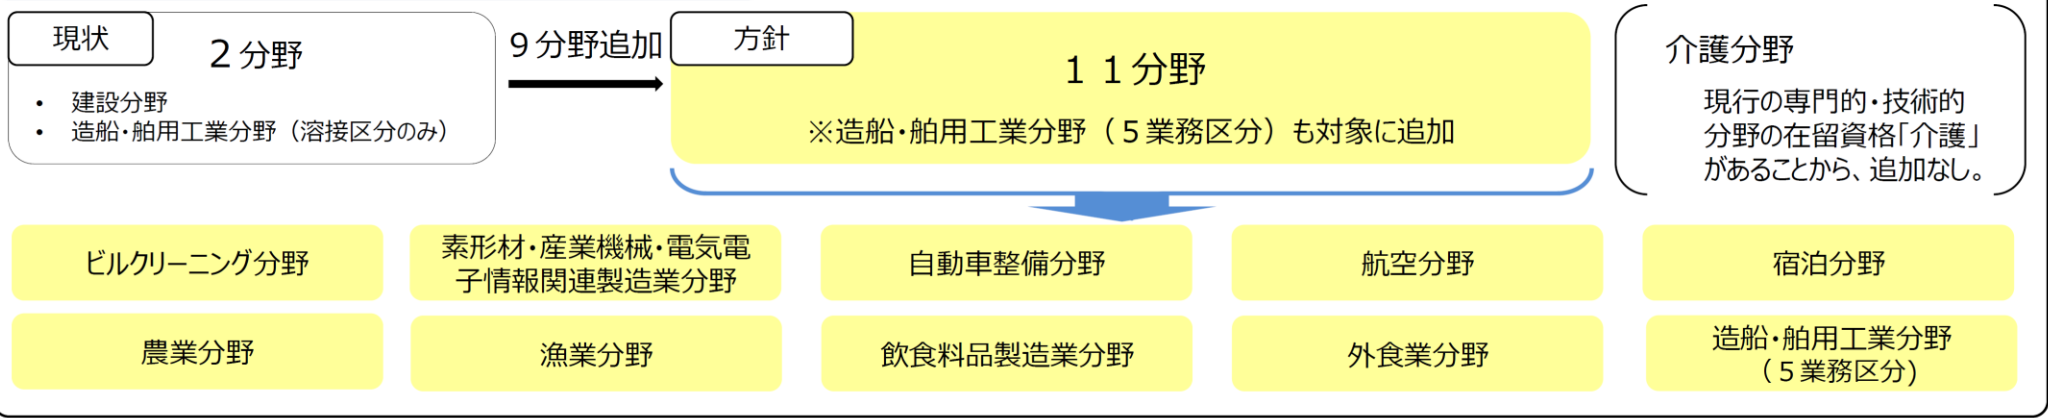 現状
２分野
• 建設分野
• 造船・舶用工業分野（溶接区分のみ）
９分野追加
方針
１１分野
※造船・舶用工業分野（５業務区分）も対象に追加
介護分野
現行の専門的・技術的
分野の在留資格「介護」
があることから、追加なし。
ビルクリーニング分野
素形材・産業機械・電気電
子情報関連製造業分野
自動車整備分野
航空分野
宿泊分野
農業分野
漁業分野
飲食料品製造業分野
外食業分野
造船・舶用工業分野
（５業務区分)